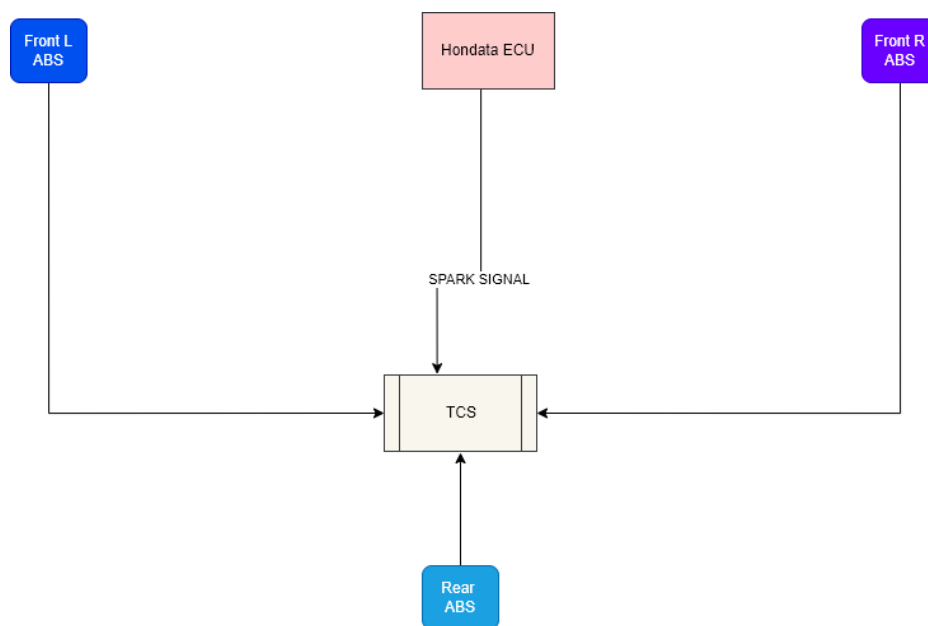 Front L
ABS
Hondata ECU
Front R
ABS
SPARK SIGNAL
TCS
Rear
ABS